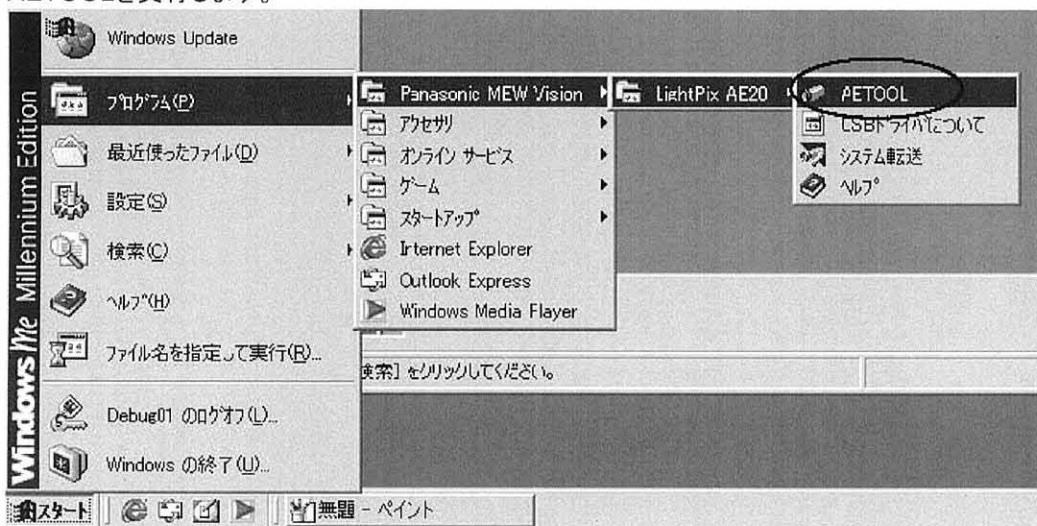 AETOOLを実行します。
Windows Update
プログラム(P)
最近使ったファイル(D)
設定(S)
検索(C)
ヘルプ(H)
ファイル名を指定して実行(R)...
Debug01 のログオフ(L)...
Windows の終了(U)...
Windows Me Millennium Edition
Panasonic MEW Vision
アクセサリ
オンライン サービス
ゲーム
スタートアップ
Internet Explorer
Outlook Express
Windows Media Player
LightPix AE20
AETOOL
USBドライバについて
システム転送
ヘルプ
検索] をクリックしてください。
スタート
無題 - ペイント